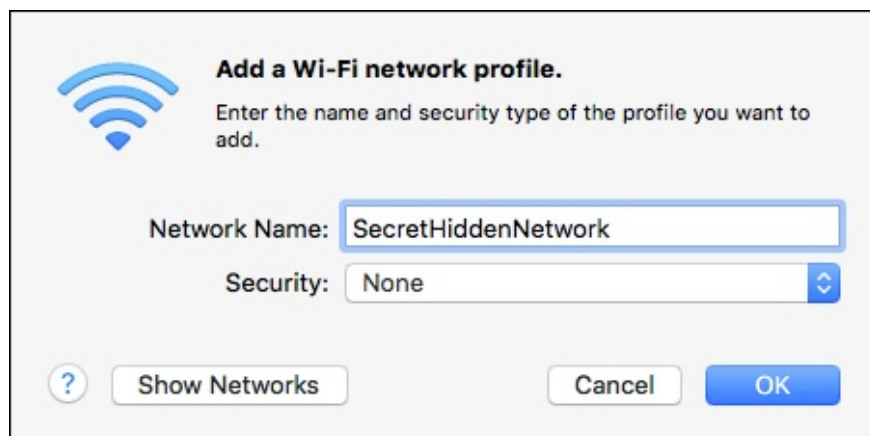 Add a Wi-Fi network profile.
Enter the name and security type of the profile you want to
add.
Network Name: SecretHiddenNetwork
Security: None
? Show Networks Cancel OK